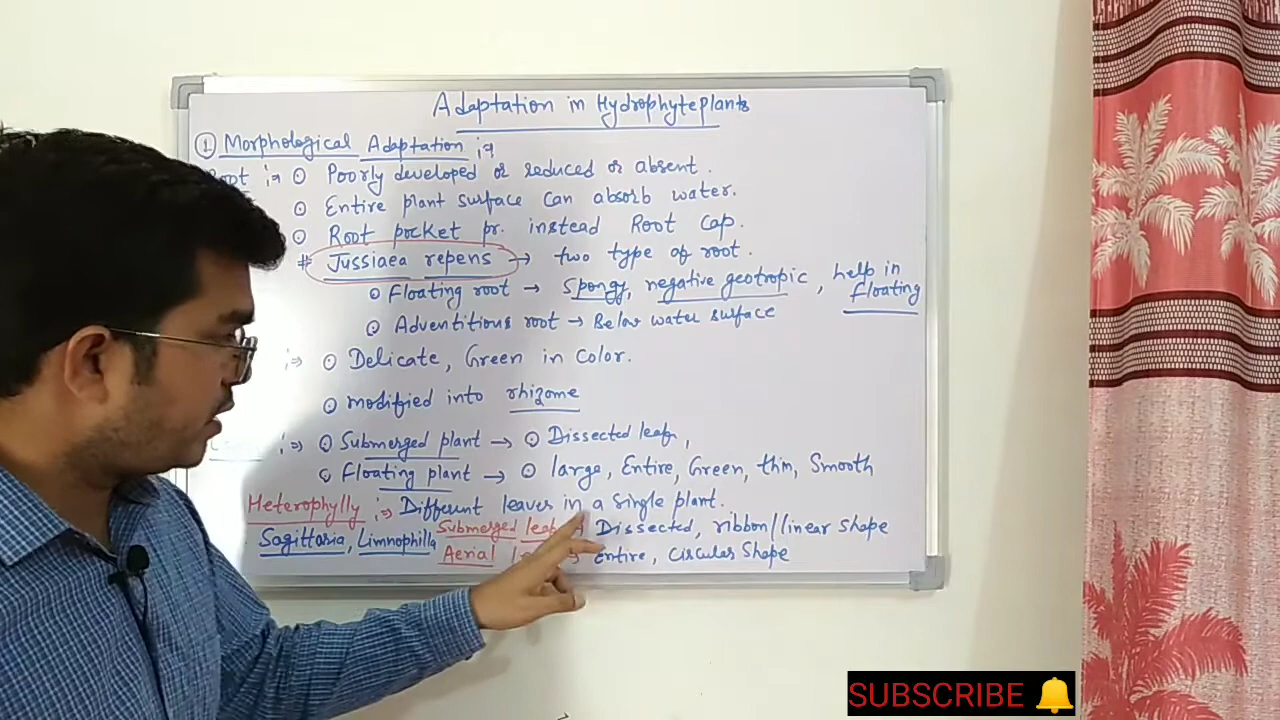 Adaptation in Hydrophyte plants
① Morphological Adaptation :⇒
Root :⇒ ⊙ Poorly developed or reduced or absent.
⊙ Entire plant surface can absorb water.
⊙ Root pocket pr. instead Root cap.
# Jussiaea repens → two type of root.
⊙ Floating root → Spongy, negative geotropic, help in floating
⊙ Adventitious root → Below water surface
:⇒ ⊙ Delicate, Green in color.
⊙ modified into rhizome
:⇒ ⊙ Submerged plant → ⊙ Dissected leaf,
⊙ Floating plant → ⊙ large, Entire, Green, thin, Smooth
Heterophylly :⇒ Different leaves in a single plant.
Submerged leaf Dissected, ribbon/linear shape
Sagittaria, Limnophilla
Aerial → entire, circular shape
SUBSCRIBE